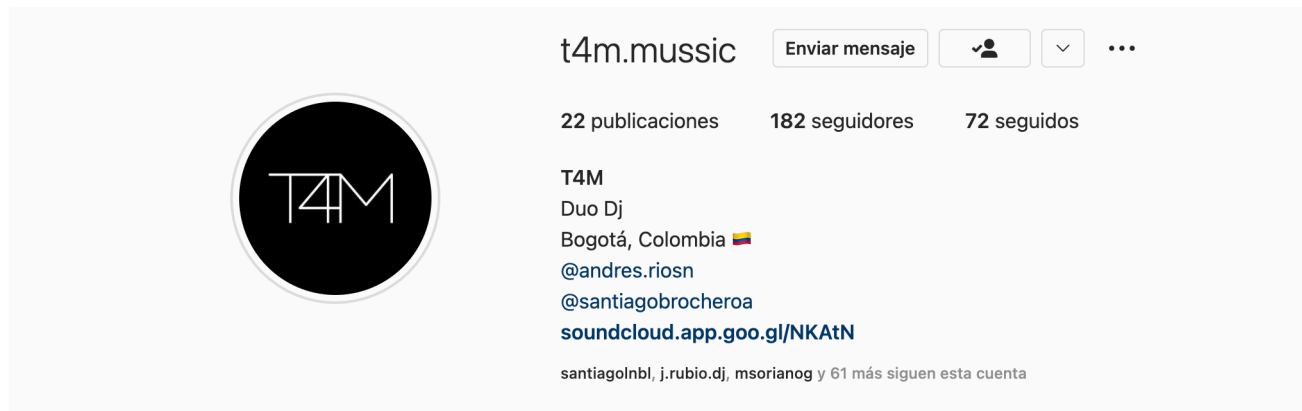 t4m.mussic Enviar mensaje
22 publicaciones 182 seguidores 72 seguidos
T4M
T4M
Duo Dj
Bogotá, Colombia 🇨🇴
@andres.riosn
@santiagobrocheroa
soundcloud.app.goo.gl/NKAtN
santiagolnbl, j.rubio.dj, msorianog y 61 más siguen esta cuenta